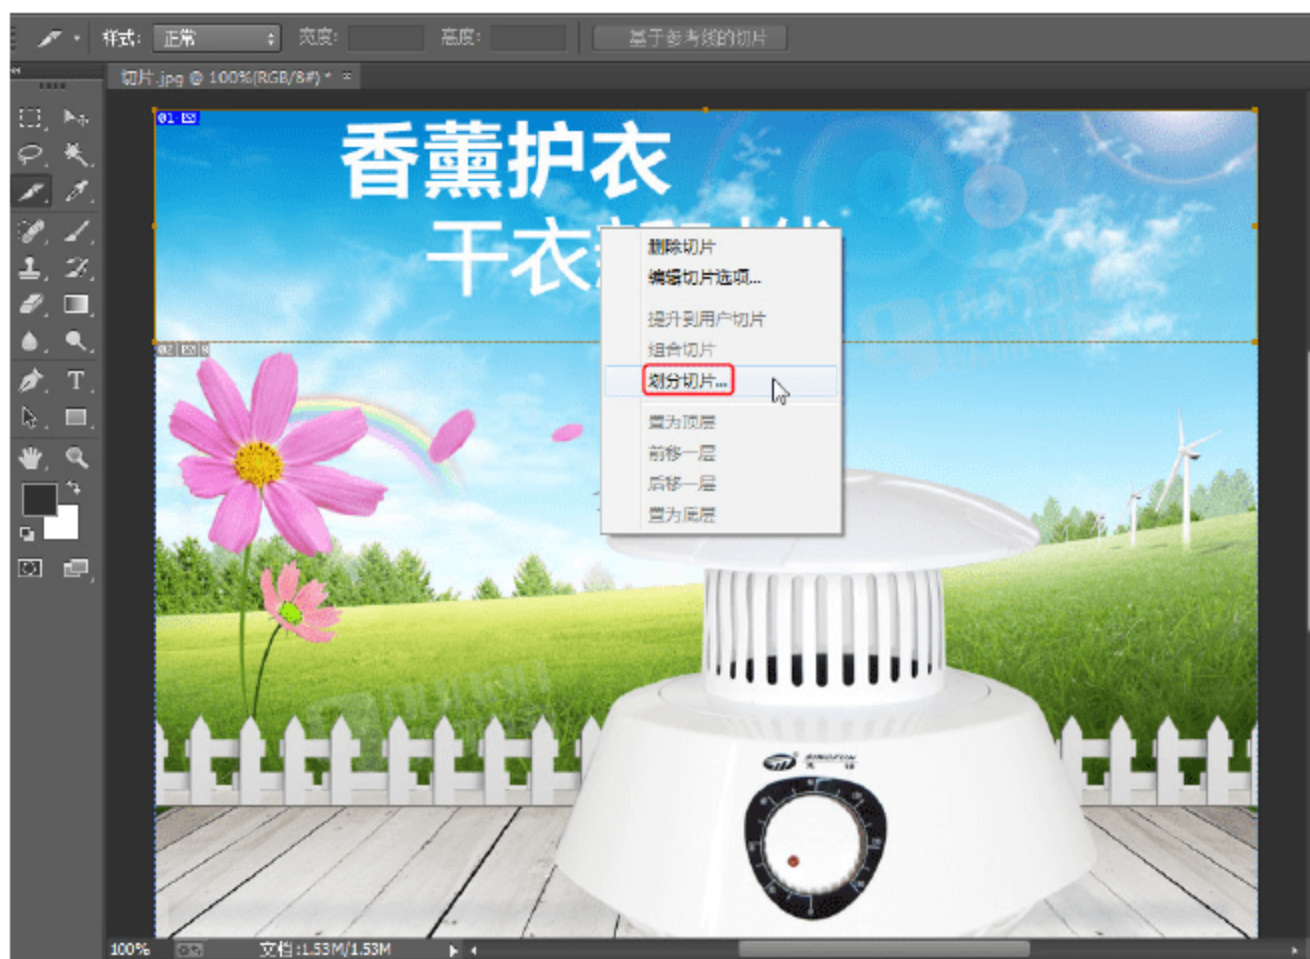 样式: 正常 宽度: 高度: 基于参考线的切片
切片.jpg @ 100%(RGB/8#) *
01
香薰护衣
干衣
删除切片
编辑切片选项...
提升到用户切片
组合切片
划分切片...
置为顶层
前移一层
后移一层
置为底层
02
T
100% 文档:1.53M/1.53M